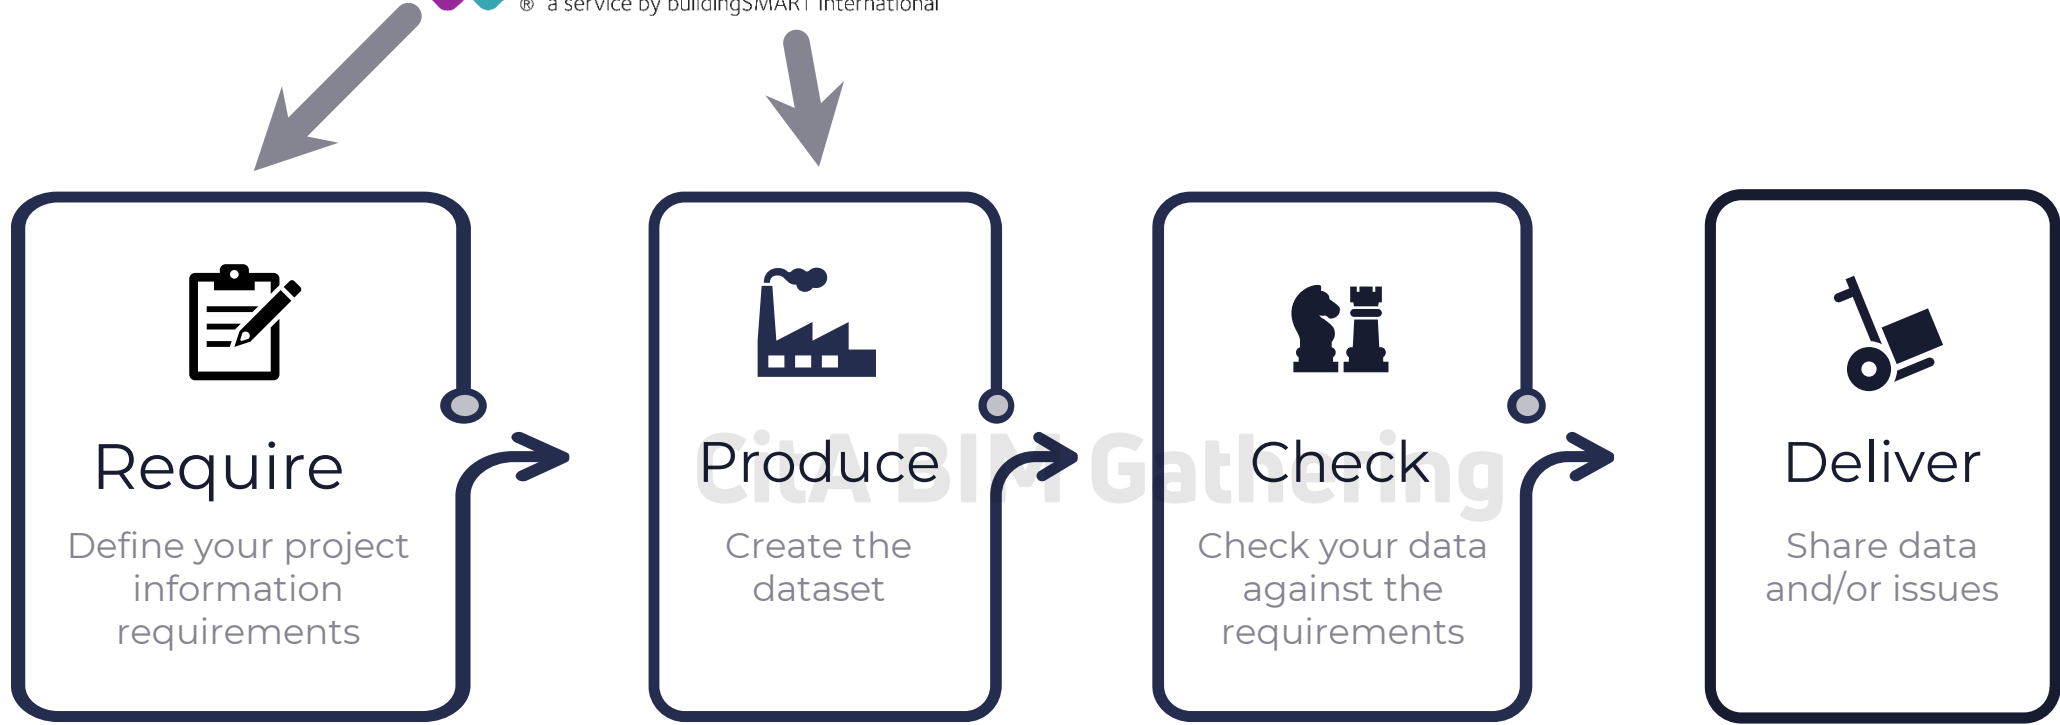 ® a service by buildingSMART International
Require
Produce
Check
Deliver
CitA BIM Gathering
Define your project
information
requirements
Create the
dataset
Check your data
against the
requirements
Share data
and/or issues